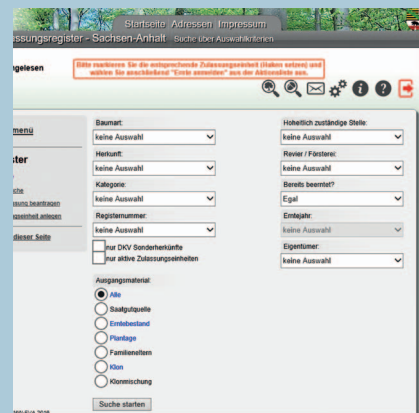 Startseite Adressen Impressum
assungsregister - Sachsen-Anhalt Suche über Auswahlkriterien
ngelesen
Bitte markieren Sie die entsprechende Zulassungseinheit (Haken setzen) und
wählen Sie anschließend "Ernte anmelden" aus der Aktionsliste aus.
menü
ster
che
ssung beantragen
gseinheit anlegen
dieser Seite
Baumart:
keine Auswahl
Herkunft:
keine Auswahl
Kategorie:
keine Auswahl
Registernummer:
keine Auswahl
nur DKV Sonderherkünfte
nur aktive Zulassungseinheiten
Hoheitlich zuständige Stelle:
keine Auswahl
Revier / Försterei:
keine Auswahl
Bereits beerntet?
Egal
Erntejahr:
keine Auswahl
Eigentümer:
keine Auswahl
Ausgangsmaterial:
Alle
Saatgutquelle
Erntebestand
Plantage
Familieneltern
Klon
Klonmischung
Suche starten